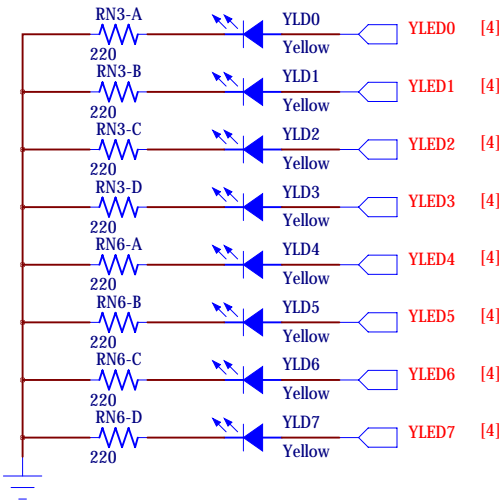 RN3-A YLD0 YLED0 [4]
220 Yellow
RN3-B YLD1 YLED1 [4]
220 Yellow
RN3-C YLD2 YLED2 [4]
220 Yellow
RN3-D YLD3 YLED3 [4]
220 Yellow
RN6-A YLD4 YLED4 [4]
220 Yellow
RN6-B YLD5 YLED5 [4]
220 Yellow
RN6-C YLD6 YLED6 [4]
220 Yellow
RN6-D YLD7 YLED7 [4]
220 Yellow